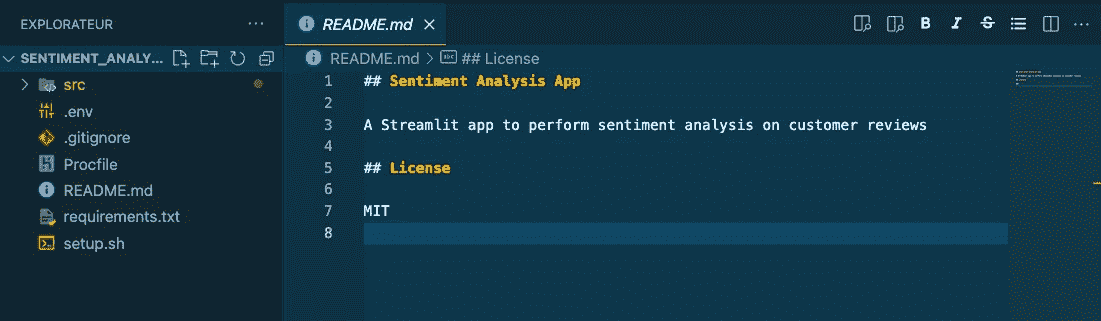 EXPLORATEUR
SENTIMENT_ANALY...
src
.env
.gitignore
Procfile
README.md
requirements.txt
setup.sh
README.md
B I S
README.md > ## License
1 ## Sentiment Analysis App
2
3 A Streamlit app to perform sentiment analysis on customer reviews
4
5 ## License
6
7 MIT
8